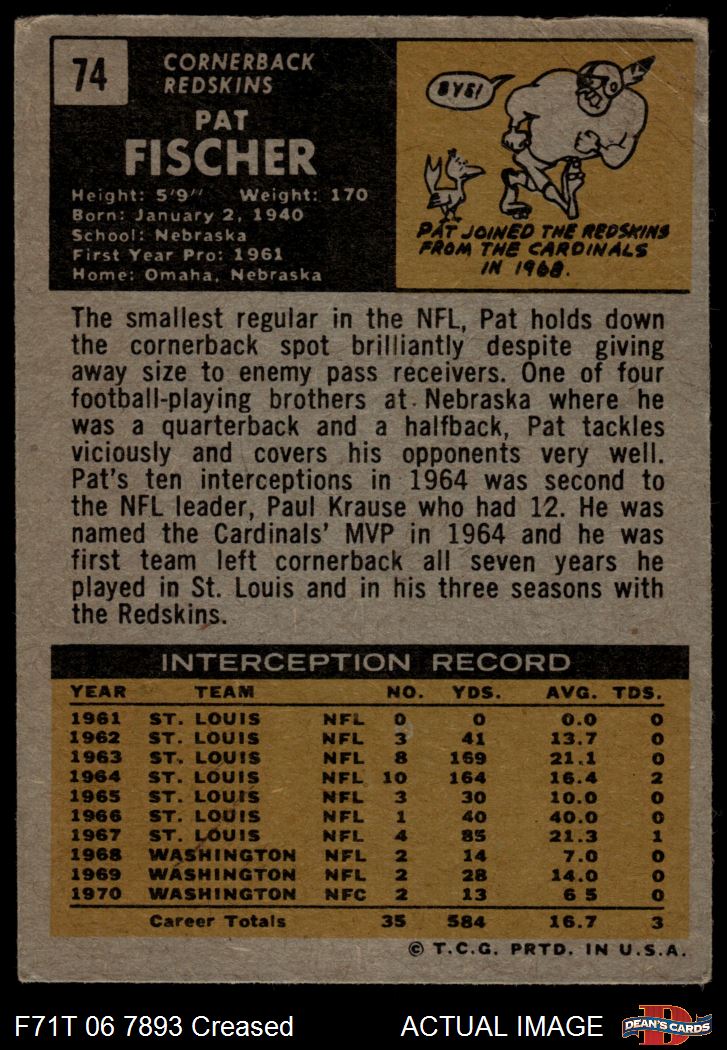 74
CORNERBACK
REDSKINS
PAT
FISCHER
Height: 5'9" Weight: 170
Born: January 2, 1940
School: Nebraska
First Year Pro: 1961
Home: Omaha, Nebraska
BYE!
PAT JOINED THE REDSKINS
FROM THE CARDINALS
IN 1968.
The smallest regular in the NFL, Pat holds down
the cornerback spot brilliantly despite giving
away size to enemy pass receivers. One of four
football-playing brothers at Nebraska where he
was a quarterback and a halfback, Pat tackles
viciously and covers his opponents very well.
Pat's ten interceptions in 1964 was second to
the NFL leader, Paul Krause who had 12. He was
named the Cardinals' MVP in 1964 and he was
first team left cornerback all seven years he
played in St. Louis and in his three seasons with
the Redskins.
INTERCEPTION RECORD
YEAR TEAM NO. YDS. AVG. TDS.
1961 ST. LOUIS NFL 0 0 0.0 0
1962 ST. LOUIS NFL 3 41 13.7 0
1963 ST. LOUIS NFL 8 169 21.1 0
1964 ST. LOUIS NFL 10 164 16.4 2
1965 ST. LOUIS NFL 3 30 10.0 0
1966 ST. LOUIS NFL 1 40 40.0 0
1967 ST. LOUIS NFL 4 85 21.3 1
1968 WASHINGTON NFL 2 14 7.0 0
1969 WASHINGTON NFL 2 28 14.0 0
1970 WASHINGTON NFC 2 13 6 5 0
Career Totals 35 584 16.7 3
© T.C.G. PRTD. IN U.S.A.
F71T 06 7893 Creased ACTUAL IMAGE
D
DEAN'S CARDS